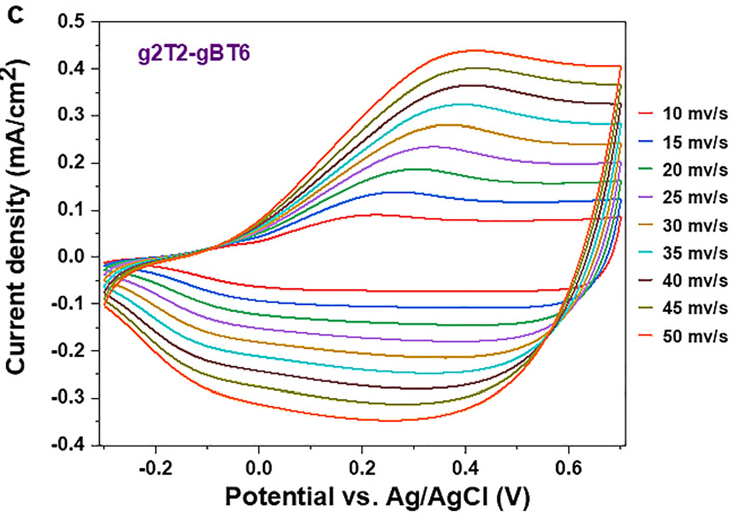 c
g2T2-gBT6
Current density (mA/cm²)
0.5
0.4
0.3
0.2
0.1
0.0
-0.1
-0.2
-0.3
-0.4
-0.2
0.0
0.2
0.4
0.6
Potential vs. Ag/AgCl (V)
10 mv/s
15 mv/s
20 mv/s
25 mv/s
30 mv/s
35 mv/s
40 mv/s
45 mv/s
50 mv/s